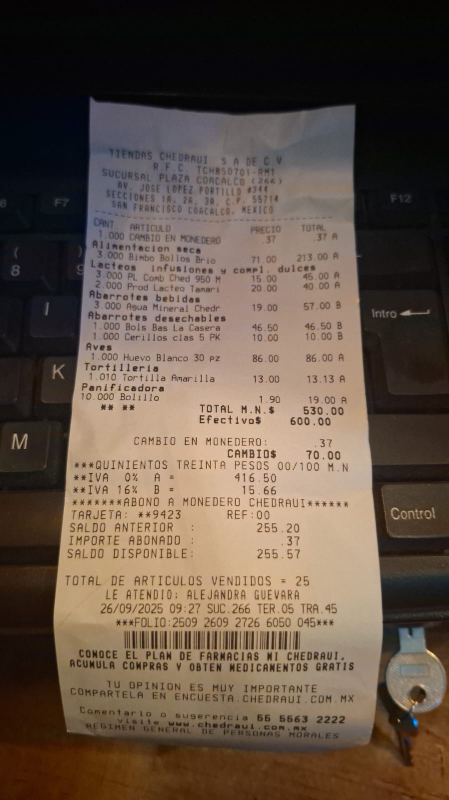 TIENDAS CHEDRAUI S A DE C V
R F C TCH850701-RM1
SUCURSAL PLAZA COACALCO (266)
AV. JOSE LOPEZ PORTILLO #344
SECCIONES 1A, 2A, 3A, C.P. 55714
SAN FRANCISCO COACALCO, MEXICO
CANT. ARTICULO PRECIO TOTAL
1.000 CAMBIO EN MONEDERO .37 .37 A
Alimentacion seca
3.000 Bimbo Bollos Brio 71.00 213.00 A
Lacteos infusiones y compl. dulces
3.000 PL Comb Ched 950 M 15.00 45.00 A
2.000 Prod Lacteo Tamari 20.00 40.00 A
Abarrotes bebidas
3.000 Agua Mineral Chedr 19.00 57.00 B
Abarrotes desechables
1.000 Bols Bas La Casera 46.50 46.50 B
1.000 Cerillos clas 5 PK 10.00 10.00 B
Aves
1.000 Huevo Blanco 30 pz 86.00 86.00 A
Tortilleria
1.010 Tortilla Amarilla 13.00 13.13 A
Panificadora
10.000 Bolillo 1.90 19.00 A
** ** TOTAL M.N.$ 530.00
Efectivo$ 600.00
CAMBIO EN MONEDERO: .37
CAMBIO$ 70.00
***QUINIENTOS TREINTA PESOS 00/100 M.N
**IVA 0% A = 416.50
**IVA 16% B = 15.66
*******ABONO A MONEDERO CHEDRAUI******
TARJETA: **9423 REF:00
SALDO ANTERIOR : 255.20
IMPORTE ABONADO : .37
SALDO DISPONIBLE: 255.57
TOTAL DE ARTICULOS VENDIDOS = 25
LE ATENDIO: ALEJANDRA GUEVARA
26/09/2025 09:27 SUC.266 TER.05 TRA.45
***FOLIO:2509 2609 2726 6050 045***
CONOCE EL PLAN DE FARMACIAS MI CHEDRAUI,
ACUMULA COMPRAS Y OBTEN MEDICAMENTOS GRATIS
TU OPINION ES MUY IMPORTANTE
COMPARTELA EN ENCUESTA.CHEDRAUI.COM.MX
Comentario o sugerencia 55 5563 2222
visite www.chedraui.com.mx
REGIMEN GENERAL DE PERSONAS MORALES
F7
F12
(
8
)
9
I
Intro
K
M
Control